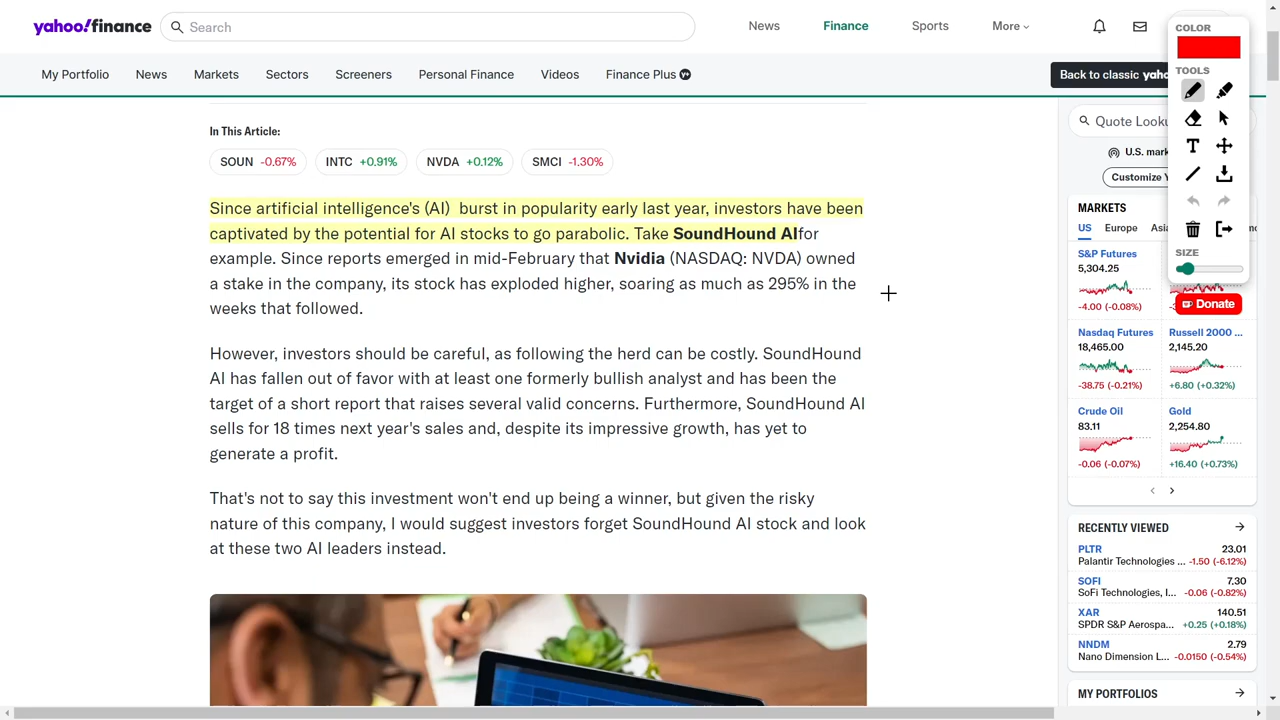 yahoo!finance
Search
News
Finance
Sports
More
My Portfolio
News
Markets
Sectors
Screeners
Personal Finance
Videos
Finance Plus
Back to classic yaho
COLOR
TOOLS
SIZE
Donate
In This Article:
SOUN -0.67%
INTC +0.91%
NVDA +0.12%
SMCI -1.30%
Since artificial intelligence's (AI) burst in popularity early last year, investors have been
captivated by the potential for AI stocks to go parabolic. Take SoundHound AIfor
example. Since reports emerged in mid-February that Nvidia (NASDAQ: NVDA) owned
a stake in the company, its stock has exploded higher, soaring as much as 295% in the
weeks that followed.
However, investors should be careful, as following the herd can be costly. SoundHound
AI has fallen out of favor with at least one formerly bullish analyst and has been the
target of a short report that raises several valid concerns. Furthermore, SoundHound AI
sells for 18 times next year's sales and, despite its impressive growth, has yet to
generate a profit.
That's not to say this investment won't end up being a winner, but given the risky
nature of this company, I would suggest investors forget SoundHound AI stock and look
at these two AI leaders instead.
Quote Looku
U.S. mark
Customize Y
MARKETS
US Europe Asia
S&P Futures
5,304.25
-4.00 (-0.08%)
Nasdaq Futures
18,465.00
-38.75 (-0.21%)
Russell 2000 ...
2,145.20
+6.80 (+0.32%)
Crude Oil
83.11
-0.06 (-0.07%)
Gold
2,254.80
+16.40 (+0.73%)
RECENTLY VIEWED
PLTR 23.01
Palantir Technologies ... -1.50 (-6.12%)
SOFI 7.30
SoFi Technologies, I... -0.06 (-0.82%)
XAR 140.51
SPDR S&P Aerospa... +0.25 (+0.18%)
NNDM 2.79
Nano Dimension L... -0.0150 (-0.54%)
MY PORTFOLIOS